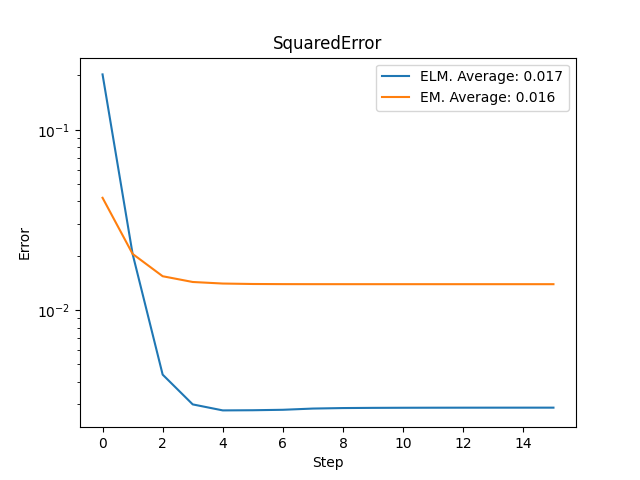 SquaredError
ELM. Average: 0.017
EM. Average: 0.016
10⁻¹
10⁻²
Error
0 2 4 6 8 10 12 14
Step